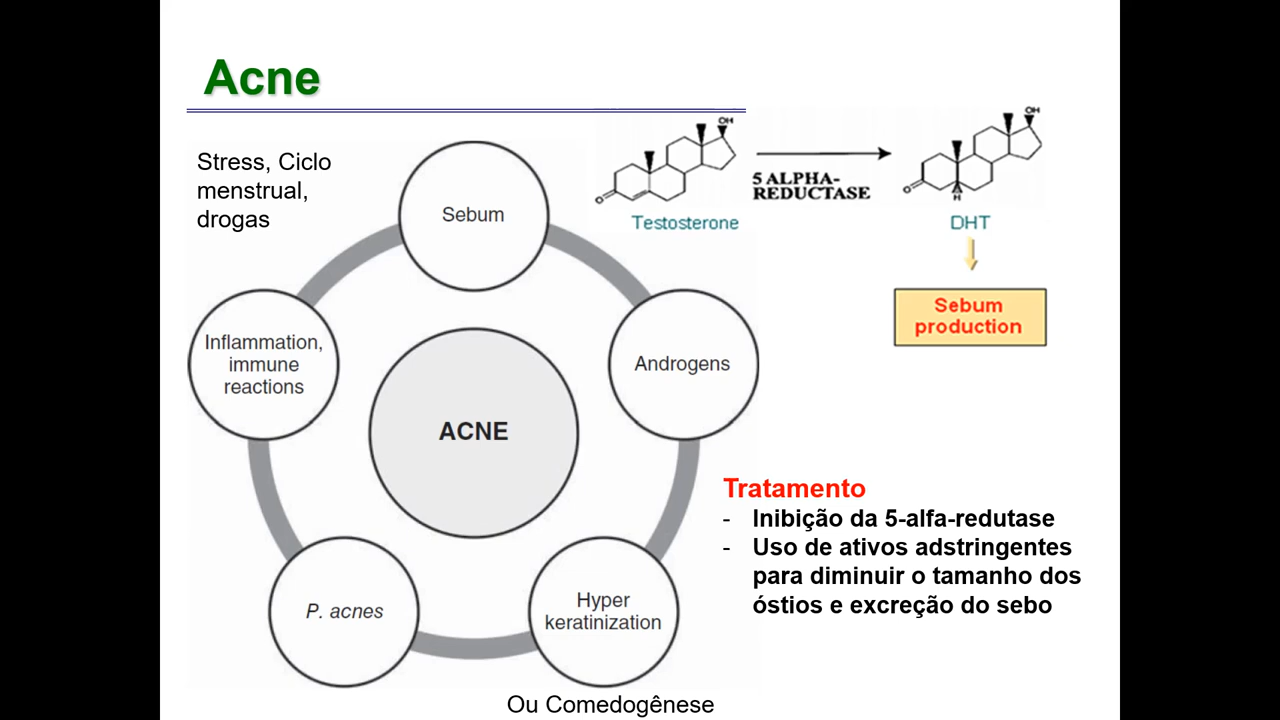 Acne
Stress, Ciclo
menstrual,
drogas
Sebum
Inflammation,
immune
reactions
Androgens
ACNE
P. acnes
Hyper
keratinization
Ou Comedogênese
OH
O
Testosterone
5 ALPHA-
REDUCTASE
OH
O
H
DHT
Sebum
production
Tratamento
- Inibição da 5-alfa-redutase
- Uso de ativos adstringentes
para diminuir o tamanho dos
óstios e excreção do sebo